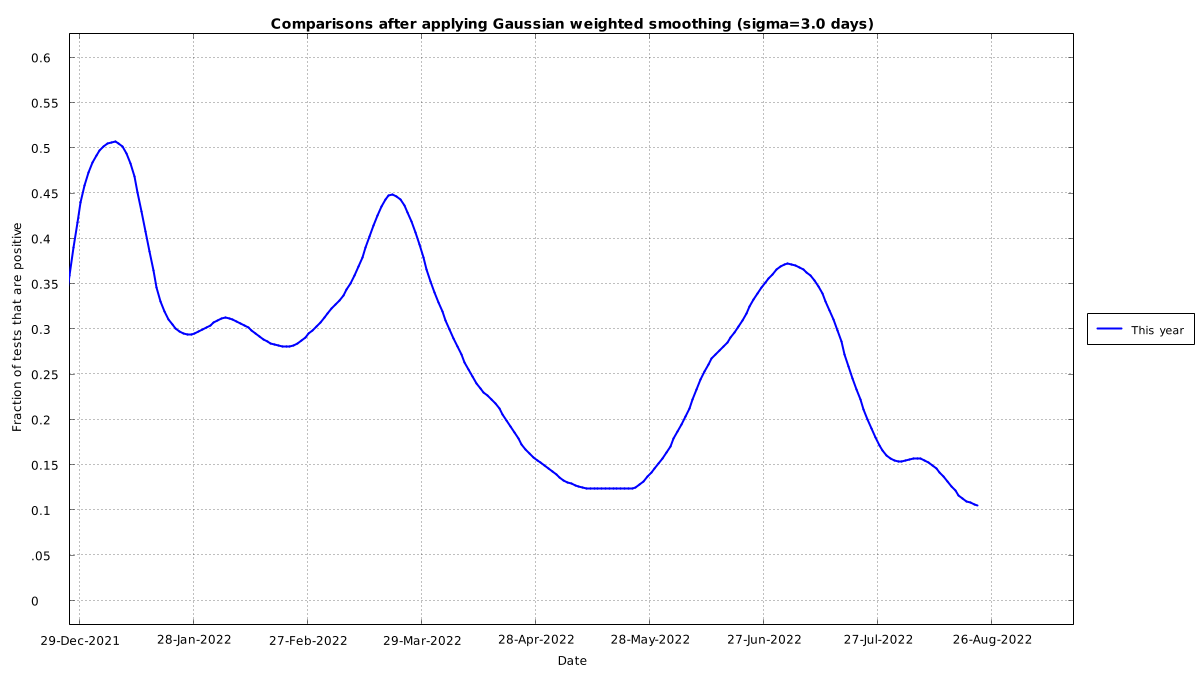 Comparisons after applying Gaussian weighted smoothing (sigma=3.0 days)
0.6
0.55
0.5
0.45
0.4
0.35
0.3
0.25
0.2
0.15
0.1
.05
0
Fraction of tests that are positive
29-Dec-2021 28-Jan-2022 27-Feb-2022 29-Mar-2022 28-Apr-2022 28-May-2022 27-Jun-2022 27-Jul-2022 26-Aug-2022
Date
This year